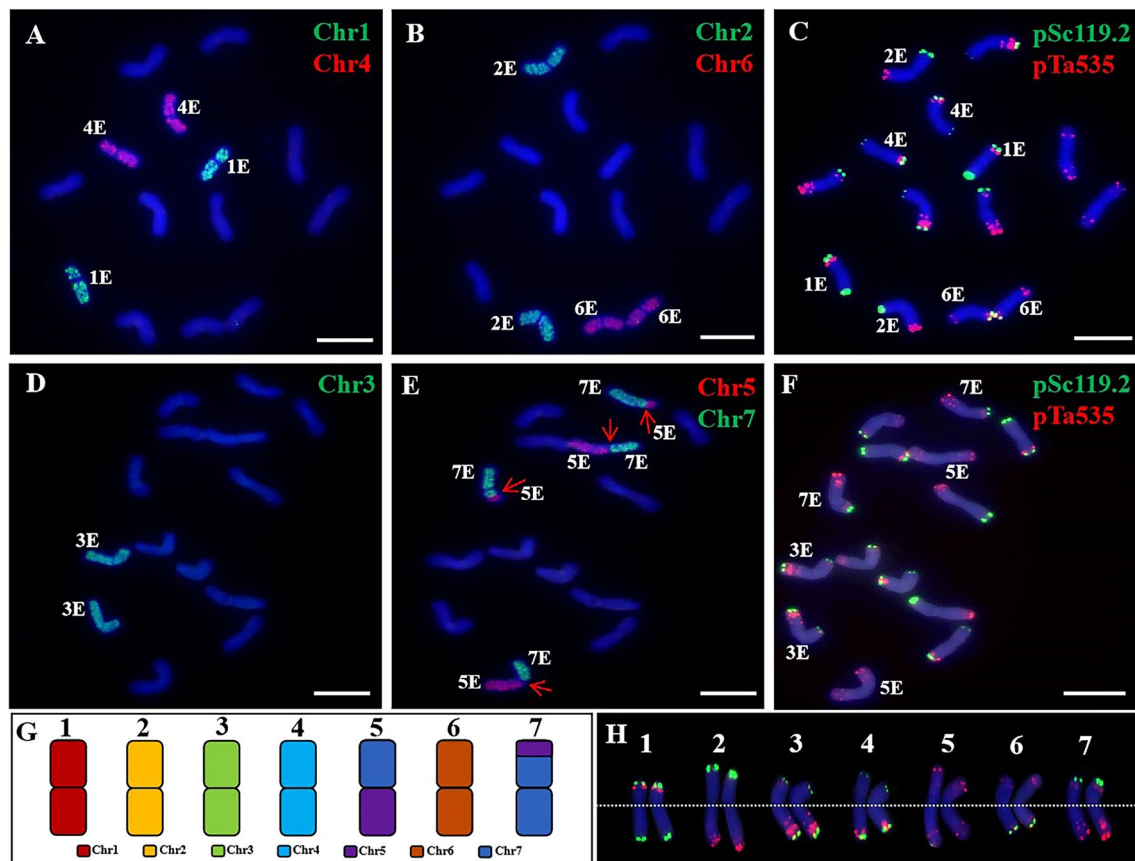 A
Chr1
Chr4
4E
4E
1E
1E
B
Chr2
Chr6
2E
2E
6E
6E
C
pSc119.2
pTa535
2E
4E
4E
1E
1E
2E
6E
6E
D
Chr3
3E
3E
E
Chr5
Chr7
7E
5E
5E
7E
7E
5E
7E
5E
F
pSc119.2
pTa535
7E
5E
7E
3E
3E
5E
G
1 2 3 4 5 6 7
Chr1 Chr2 Chr3 Chr4 Chr5 Chr6 Chr7
H
1 2 3 4 5 6 7